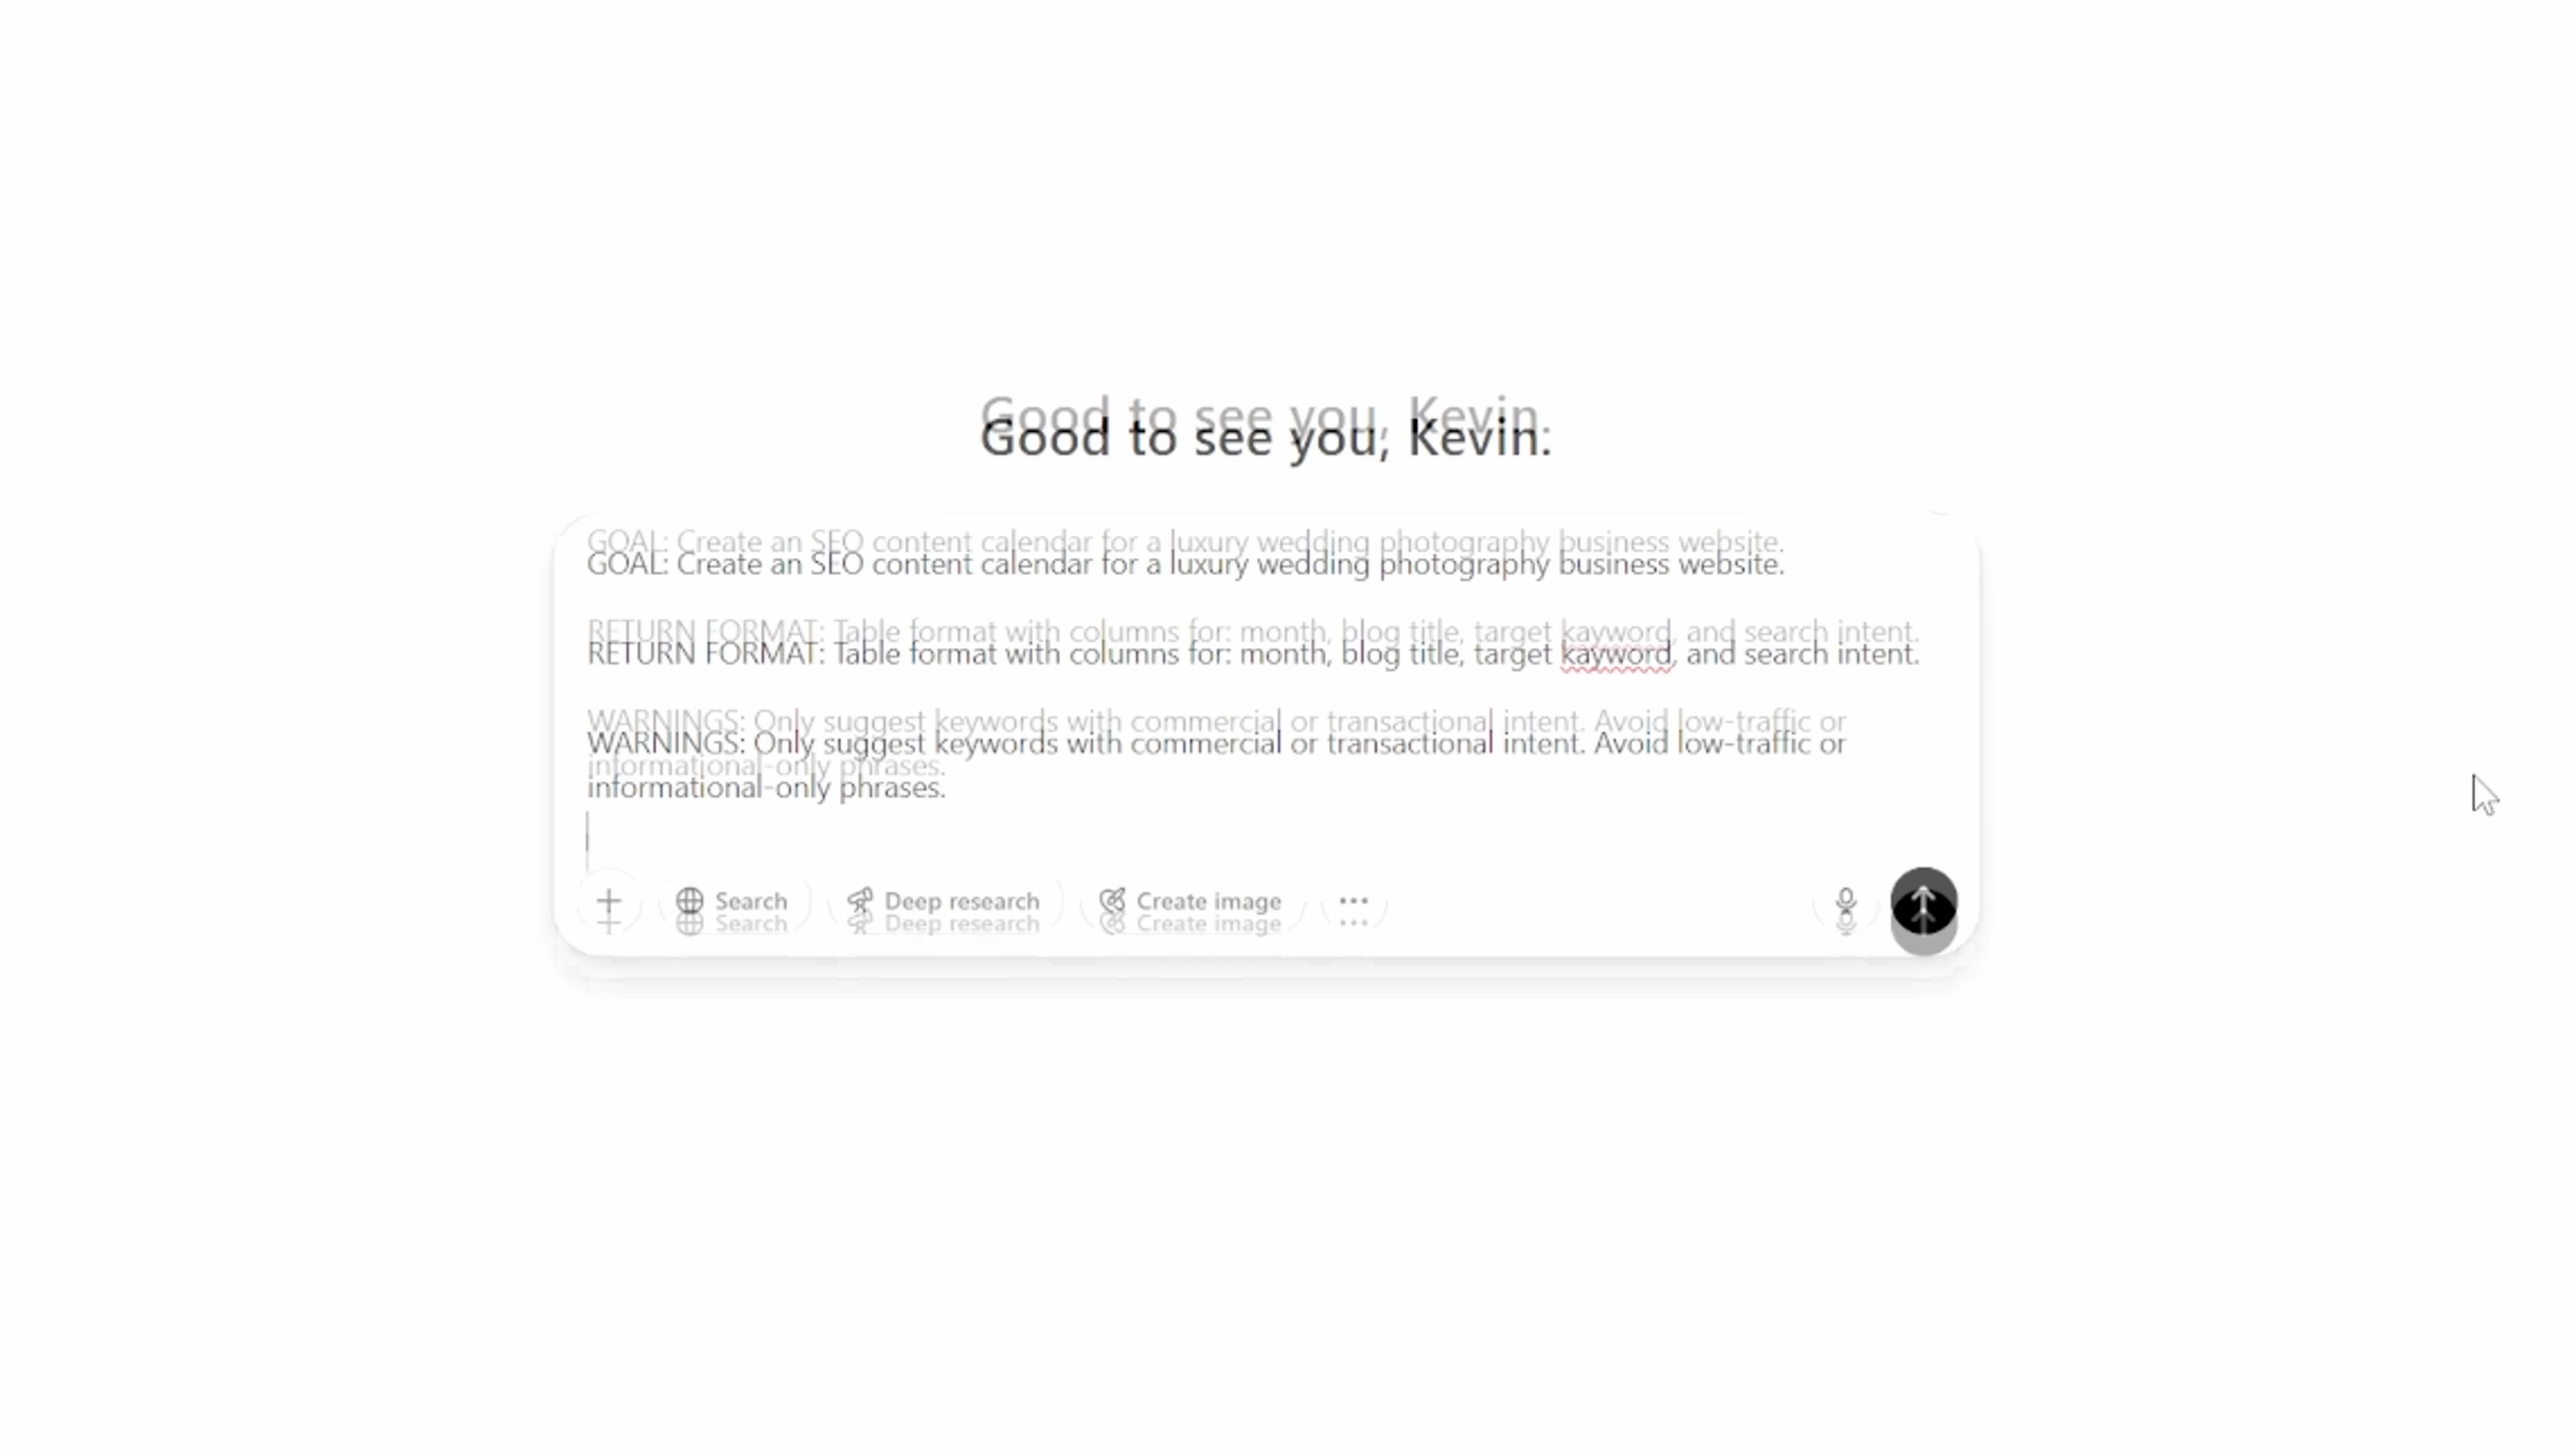 Good to see you, Kevin.
GOAL: Create an SEO content calendar for a luxury wedding photography business website.
RETURN FORMAT: Table format with columns for: month, blog title, target kayword, and search intent.
WARNINGS: Only suggest keywords with commercial or transactional intent. Avoid low-traffic or
informational-only phrases.
Search Deep research Create image